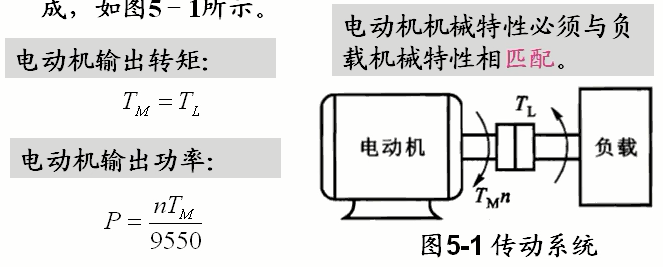 成，如图5-1所示。
电动机输出转矩：
T_M = T_L
电动机输出功率：
P = nT_M / 9550
电动机机械特性必须与负
载机械特性相匹配。
电动机
T_L
T_M n
负载
图5-1 传动系统